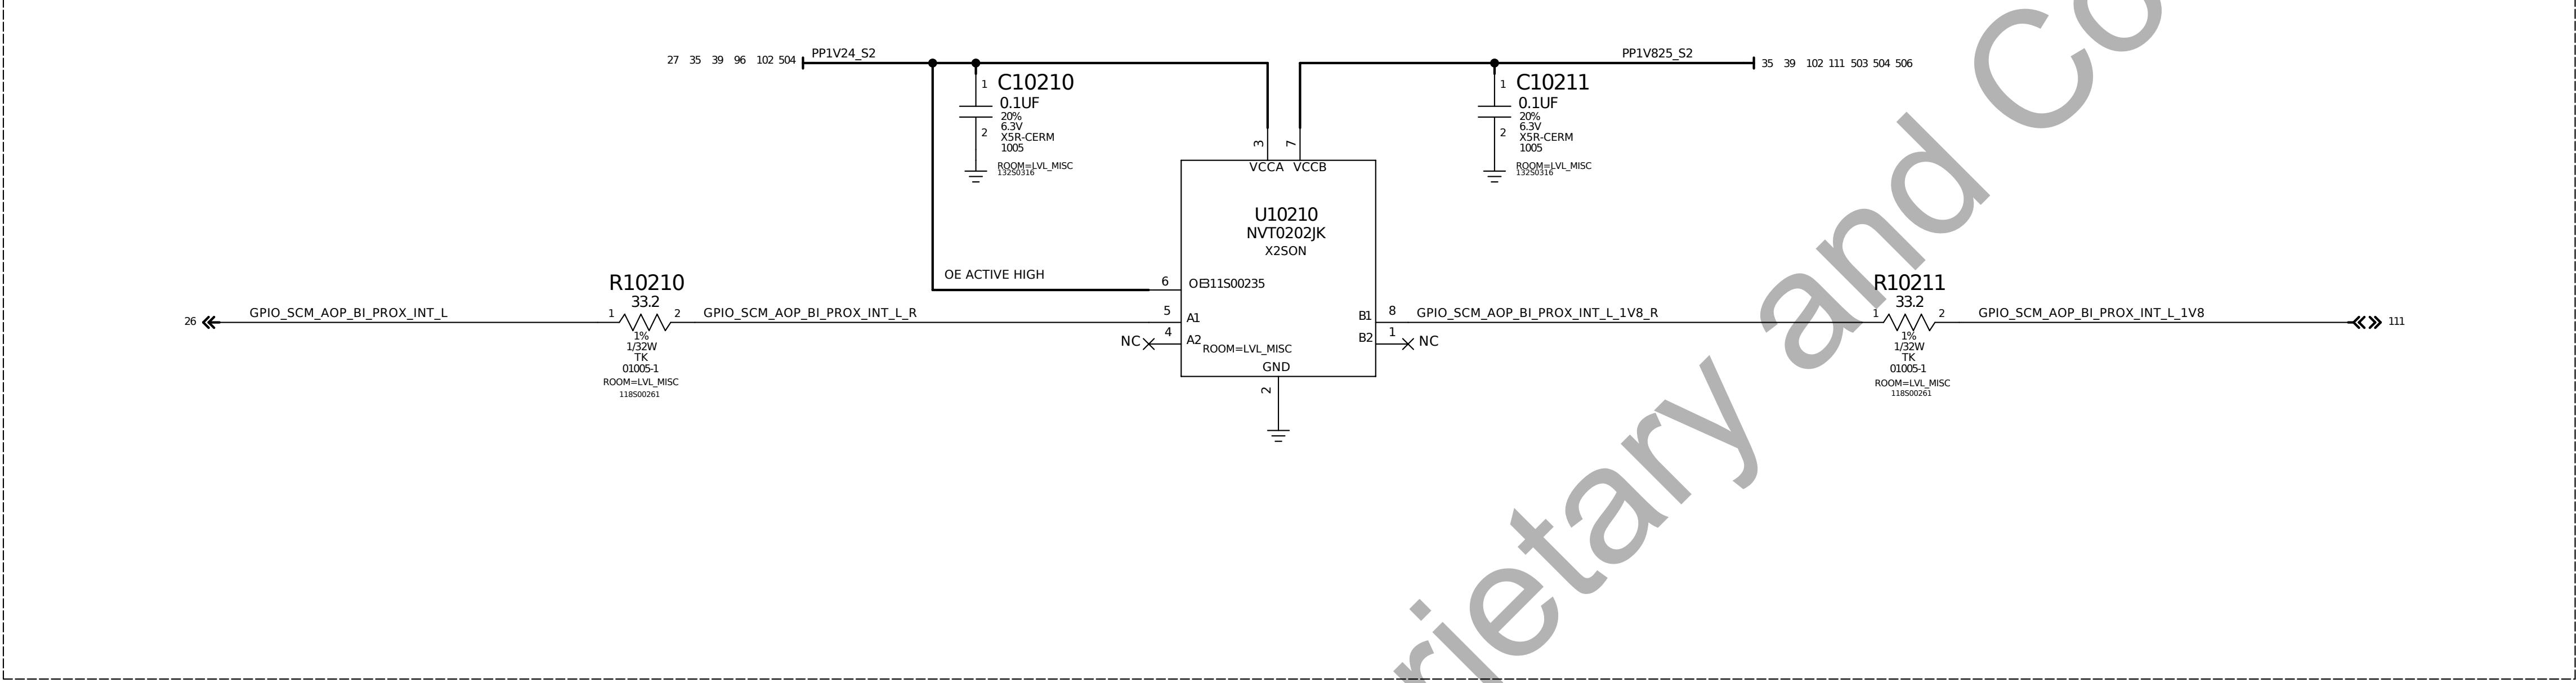 27 35 39 96 102 504
PP1V24_S2
PP1V825_S2
35 39 102 111 503 504 506
1
C10210
0.1UF
20%
6.3V
2
X5R-CERM
1005
ROOM=LVL_MISC
132S0316
1
C10211
0.1UF
20%
6.3V
2
X5R-CERM
1005
ROOM=LVL_MISC
132S0316
3
7
VCCA VCCB
U10210
NVT0202JK
X2SON
OE ACTIVE HIGH
6
OE
311S00235
R10210
33.2
26
GPIO_SCM_AOP_BI_PROX_INT_L
1
2
GPIO_SCM_AOP_BI_PROX_INT_L_R
5
A1
B1
8
GPIO_SCM_AOP_BI_PROX_INT_L_1V8_R
R10211
33.2
1
2
GPIO_SCM_AOP_BI_PROX_INT_L_1V8
111
1%
1/32W
TK
01005-1
ROOM=LVL_MISC
118S00261
NC
4
A2
ROOM=LVL_MISC
B2
1
NC
GND
2
1%
1/32W
TK
01005-1
ROOM=LVL_MISC
118S00261
rietary and Co